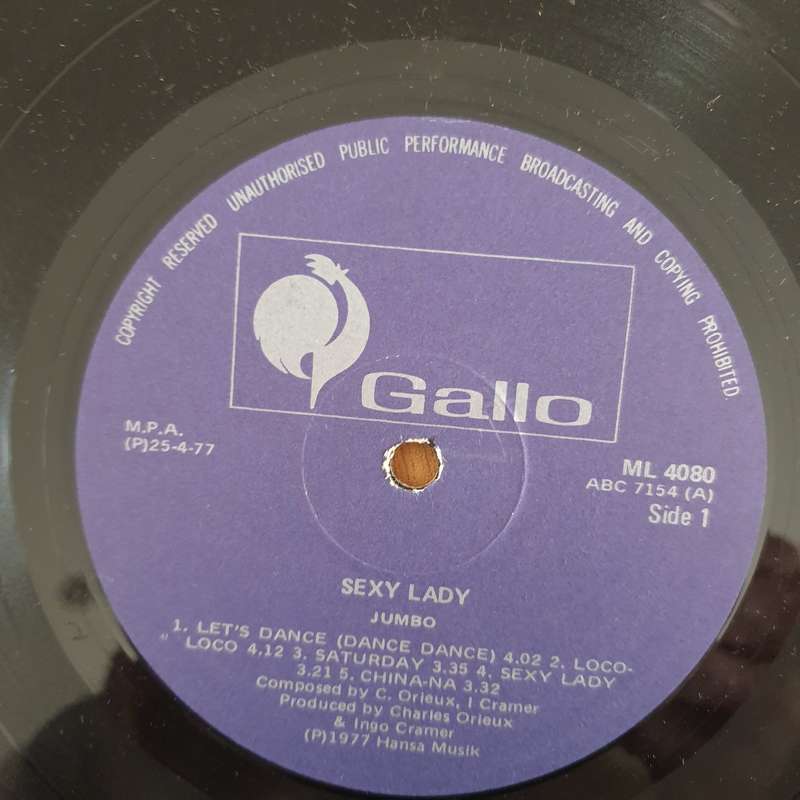 COPYRIGHT RESERVED UNAUTHORISED PUBLIC PERFORMANCE BROADCASTING AND COPYING PROHIBITED.
Gallo
M.P.A.
(P)25-4-77
ML 4080
ABC 7154 (A)
Side 1
SEXY LADY
JUMBO
1. LET'S DANCE (DANCE DANCE) 4.02 2. LOCO-
LOCO 4.12 3. SATURDAY 3.35 4. SEXY LADY
3.21 5. CHINA-NA 3.32
Composed by C. Orieux, I Cramer
Produced by Charles Orieux
& Ingo Cramer
(P)1977 Hansa Musik